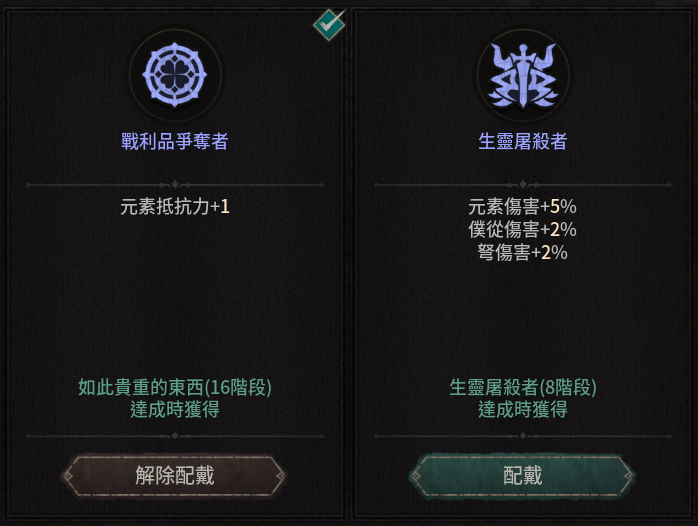 戰利品爭奪者
元素抵抗力+1
如此貴重的東西(16階段)
達成時獲得
解除配戴
生靈屠殺者
元素傷害+5%
僕從傷害+2%
弩傷害+2%
生靈屠殺者(8階段)
達成時獲得
配戴